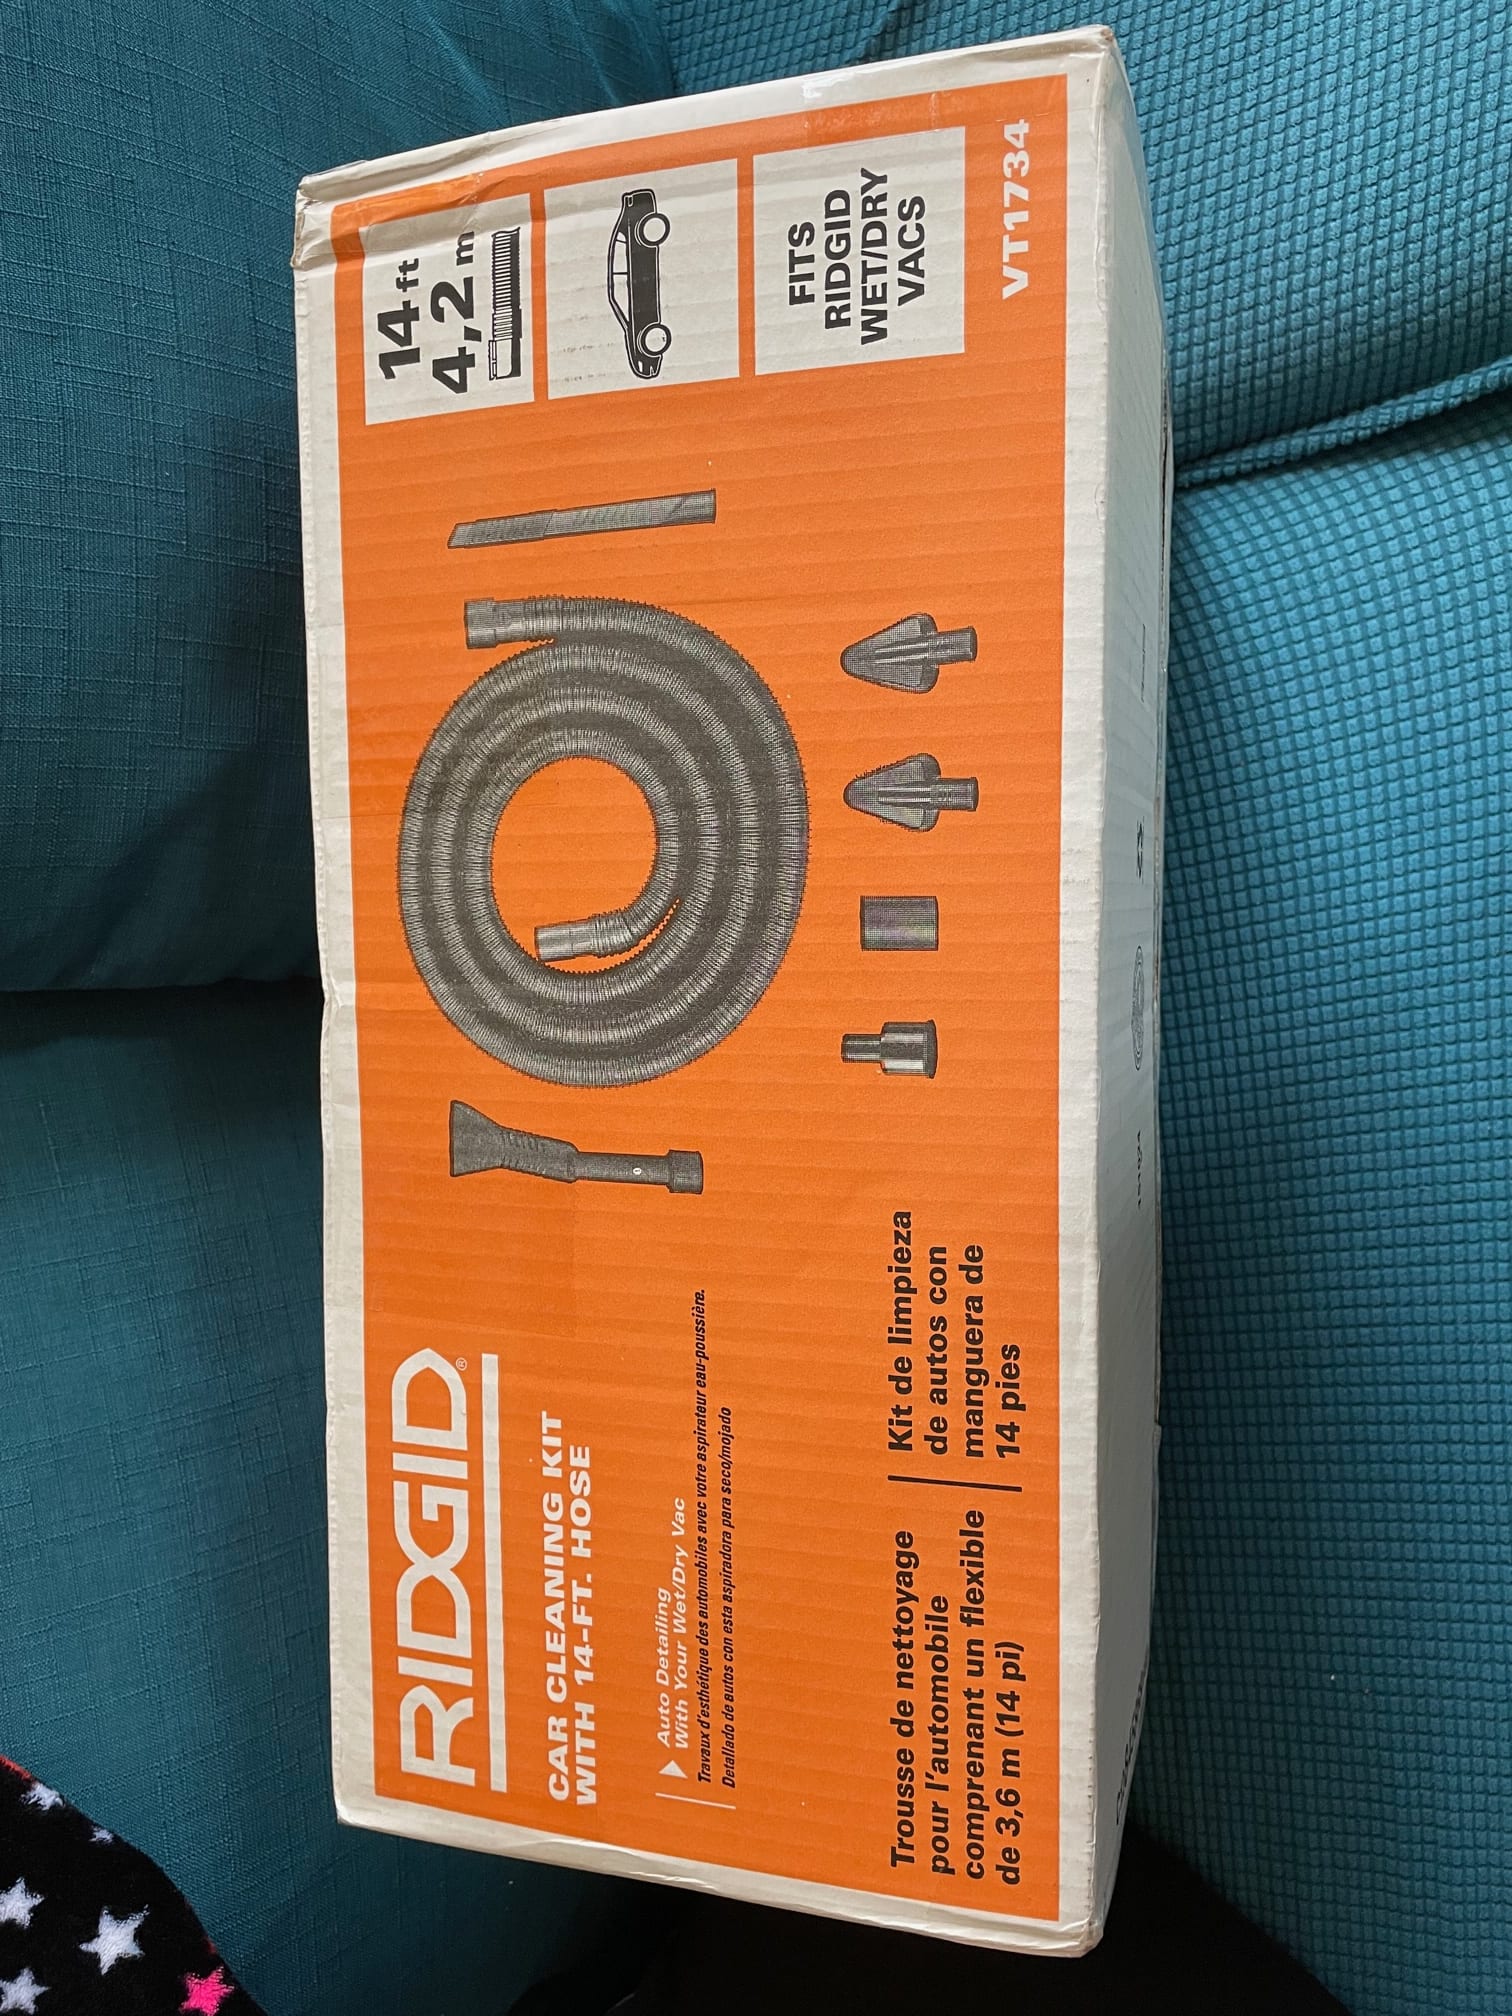 RIDGID®
CAR CLEANING KIT
WITH 14-FT. HOSE
Auto Detailing
With Your Wet/Dry Vac
Travaux d'esthétique des automobiles avec votre aspirateur eau-poussière.
Detallado de autos con esta aspiradora para seco/mojado
Trousse de nettoyage
pour l'automobile
comprenant un flexible
de 3,6 m (14 pi)
Kit de limpieza
de autos con
manguera de
14 pies
14 ft
4,2 m
FITS
RIDGID
WET/DRY
VACS
VT1734